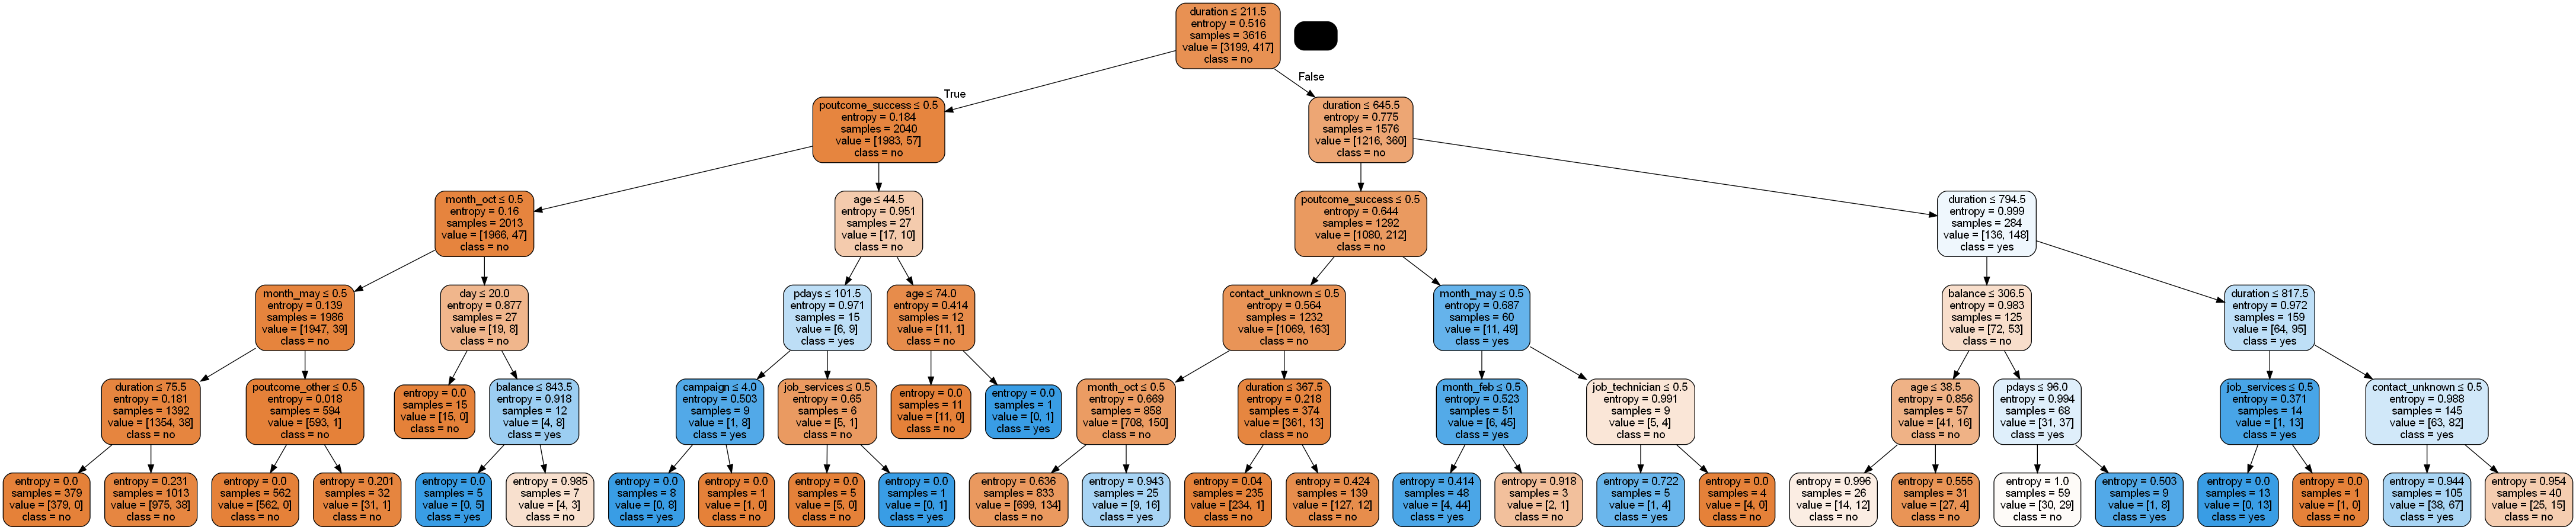 duration ≤ 211.5
entropy = 0.516
samples = 3616
value = [3199, 417]
class = no
True
False
poutcome_success ≤ 0.5
entropy = 0.184
samples = 2040
value = [1983, 57]
class = no
duration ≤ 645.5
entropy = 0.775
samples = 1576
value = [1216, 360]
class = no
month_oct ≤ 0.5
entropy = 0.16
samples = 2013
value = [1966, 47]
class = no
age ≤ 44.5
entropy = 0.951
samples = 27
value = [17, 10]
class = no
poutcome_success ≤ 0.5
entropy = 0.644
samples = 1292
value = [1080, 212]
class = no
duration ≤ 794.5
entropy = 0.999
samples = 284
value = [136, 148]
class = yes
month_may ≤ 0.5
entropy = 0.139
samples = 1986
value = [1947, 39]
class = no
day ≤ 20.0
entropy = 0.877
samples = 27
value = [19, 8]
class = no
pdays ≤ 101.5
entropy = 0.971
samples = 15
value = [6, 9]
class = yes
age ≤ 74.0
entropy = 0.414
samples = 12
value = [11, 1]
class = no
contact_unknown ≤ 0.5
entropy = 0.564
samples = 1232
value = [1069, 163]
class = no
month_may ≤ 0.5
entropy = 0.687
samples = 60
value = [11, 49]
class = yes
balance ≤ 306.5
entropy = 0.983
samples = 125
value = [72, 53]
class = no
duration ≤ 817.5
entropy = 0.972
samples = 159
value = [64, 95]
class = yes
duration ≤ 75.5
entropy = 0.181
samples = 1392
value = [1354, 38]
class = no
poutcome_other ≤ 0.5
entropy = 0.018
samples = 594
value = [593, 1]
class = no
entropy = 0.0
samples = 15
value = [15, 0]
class = no
balance ≤ 843.5
entropy = 0.918
samples = 12
value = [4, 8]
class = yes
campaign ≤ 4.0
entropy = 0.503
samples = 9
value = [1, 8]
class = yes
job_services ≤ 0.5
entropy = 0.65
samples = 6
value = [5, 1]
class = no
entropy = 0.0
samples = 11
value = [11, 0]
class = no
entropy = 0.0
samples = 1
value = [0, 1]
class = yes
month_oct ≤ 0.5
entropy = 0.669
samples = 858
value = [708, 150]
class = no
duration ≤ 367.5
entropy = 0.218
samples = 374
value = [361, 13]
class = no
month_feb ≤ 0.5
entropy = 0.523
samples = 51
value = [6, 45]
class = yes
job_technician ≤ 0.5
entropy = 0.991
samples = 9
value = [5, 4]
class = no
age ≤ 38.5
entropy = 0.856
samples = 57
value = [41, 16]
class = no
pdays ≤ 96.0
entropy = 0.994
samples = 68
value = [31, 37]
class = yes
job_services ≤ 0.5
entropy = 0.371
samples = 14
value = [1, 13]
class = yes
contact_unknown ≤ 0.5
entropy = 0.988
samples = 145
value = [63, 82]
class = yes
entropy = 0.0
samples = 379
value = [379, 0]
class = no
entropy = 0.231
samples = 1013
value = [975, 38]
class = no
entropy = 0.0
samples = 562
value = [562, 0]
class = no
entropy = 0.201
samples = 32
value = [31, 1]
class = no
entropy = 0.0
samples = 5
value = [0, 5]
class = yes
entropy = 0.985
samples = 7
value = [4, 3]
class = no
entropy = 0.0
samples = 8
value = [0, 8]
class = yes
entropy = 0.0
samples = 1
value = [1, 0]
class = no
entropy = 0.0
samples = 5
value = [5, 0]
class = no
entropy = 0.0
samples = 1
value = [0, 1]
class = yes
entropy = 0.636
samples = 833
value = [699, 134]
class = no
entropy = 0.943
samples = 25
value = [9, 16]
class = yes
entropy = 0.04
samples = 235
value = [234, 1]
class = no
entropy = 0.424
samples = 139
value = [127, 12]
class = no
entropy = 0.414
samples = 48
value = [4, 44]
class = yes
entropy = 0.918
samples = 3
value = [2, 1]
class = no
entropy = 0.722
samples = 5
value = [1, 4]
class = yes
entropy = 0.0
samples = 4
value = [4, 0]
class = no
entropy = 0.996
samples = 26
value = [14, 12]
class = no
entropy = 0.555
samples = 31
value = [27, 4]
class = no
entropy = 1.0
samples = 59
value = [30, 29]
class = no
entropy = 0.503
samples = 9
value = [1, 8]
class = yes
entropy = 0.0
samples = 13
value = [0, 13]
class = yes
entropy = 0.0
samples = 1
value = [1, 0]
class = no
entropy = 0.944
samples = 105
value = [38, 67]
class = yes
entropy = 0.954
samples = 40
value = [25, 15]
class = no